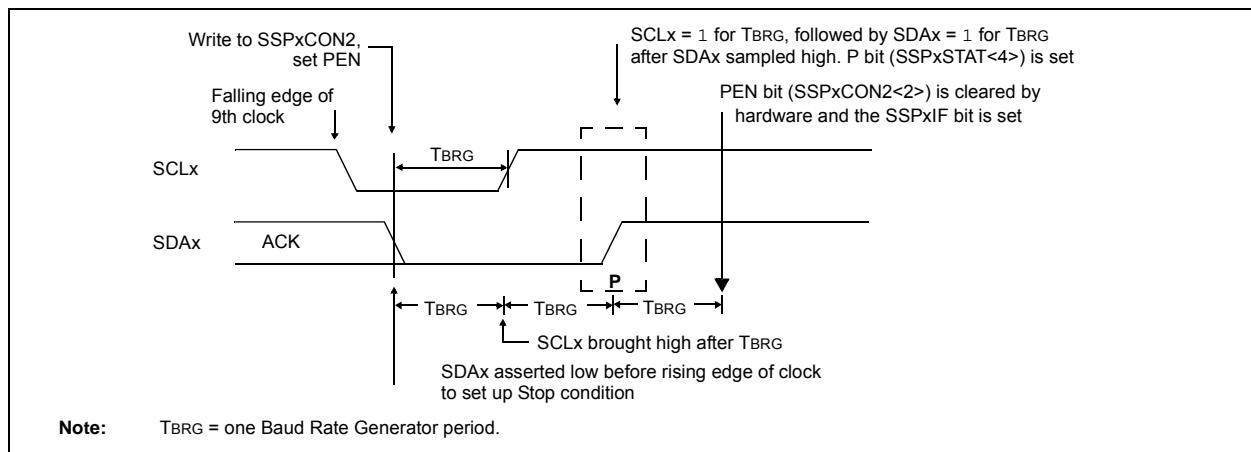 Write to SSPxCON2,
set PEN
SCLx = 1 for TBRG, followed by SDAx = 1 for TBRG
after SDAx sampled high. P bit (SSPxSTAT<4>) is set
Falling edge of
9th clock
PEN bit (SSPxCON2<2>) is cleared by
hardware and the SSPxIF bit is set
TBRG
SCLx
SDAx
ACK
P
TBRG
TBRG
TBRG
SCLx brought high after TBRG
SDAx asserted low before rising edge of clock
to set up Stop condition
Note: TBRG = one Baud Rate Generator period.